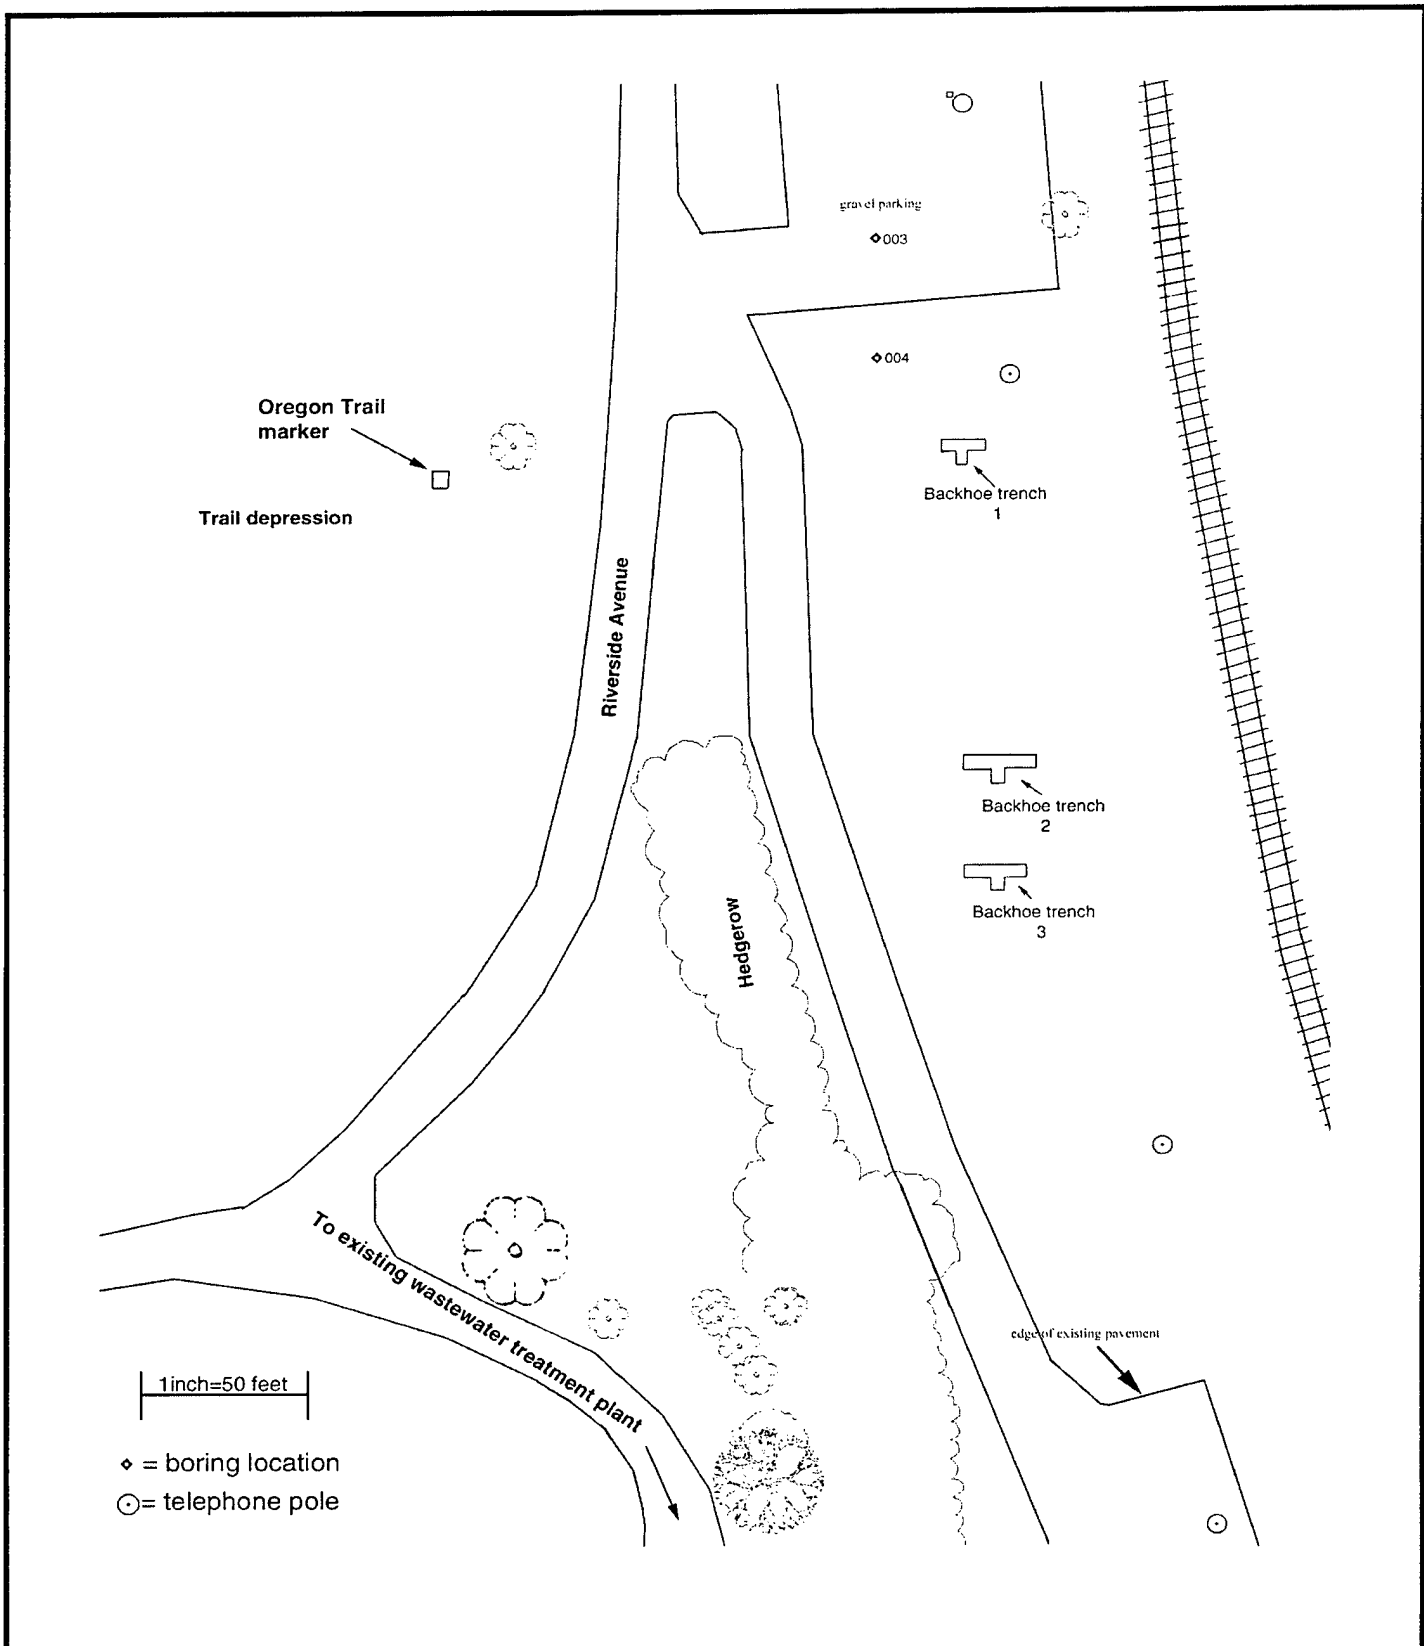 gravel parking
003
004
Oregon Trail
marker
Trail depression
Backhoe trench
1
Riverside Avenue
Backhoe trench
2
Backhoe trench
3
Hedgerow
To existing wastewater treatment plant
edge of existing pavement
1inch=50 feet
= boring location
= telephone pole